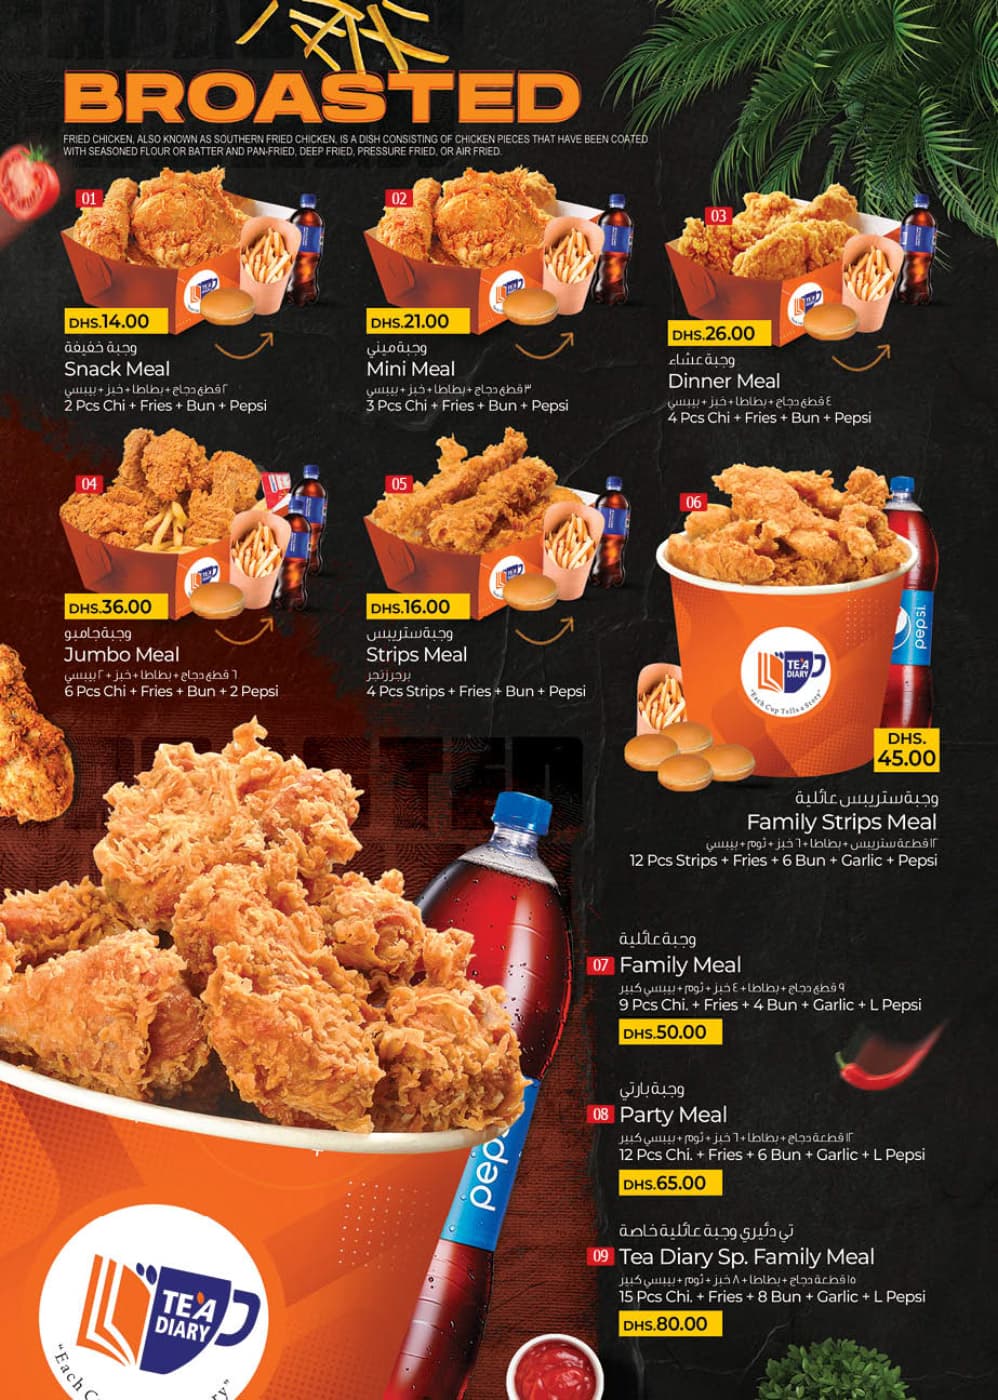 BROASTED
FRIED CHICKEN, ALSO KNOWN AS SOUTHERN FRIED CHICKEN, IS A DISH CONSISTING OF CHICKEN PIECES THAT HAVE BEEN COATED
WITH SEASONED FLOUR OR BATTER AND PAN-FRIED, DEEP FRIED, PRESSURE FRIED, OR AIR FRIED.
01
DHS.14.00
وجبة خفيفة
Snack Meal
٢ قطع دجاج + بطاطا + خبز + بيبسي
2 Pcs Chi + Fries + Bun + Pepsi
02
DHS.21.00
وجبة ميني
Mini Meal
٣ قطع دجاج + بطاطا + خبز + بيبسي
3 Pcs Chi + Fries + Bun + Pepsi
03
DHS.26.00
وجبة عشاء
Dinner Meal
٤ قطع دجاج + بطاطا + خبز + بيبسي
4 Pcs Chi + Fries + Bun + Pepsi
04
DHS.36.00
وجبة جامبو
Jumbo Meal
٦ قطع دجاج + بطاطا + خبز + ٢ بيبسي
6 Pcs Chi + Fries + Bun + 2 Pepsi
05
DHS.16.00
وجبة ستريبس
Strips Meal
برجر زنجر
4 Pcs Strips + Fries + Bun + Pepsi
06
pepsi
TEA
DIARY
"Each Cup Tells a Story"
DHS.
45.00
وجبة ستريبس عائلية
Family Strips Meal
١٢ قطعة ستريبس + بطاطا + ٦ خبز + ثوم + بيبسي
12 Pcs Strips + Fries + 6 Bun + Garlic + Pepsi
وجبة عائلية
07 Family Meal
٩ قطع دجاج + بطاطا + ٤ خبز + ثوم + بيبسي كبير
9 Pcs Chi. + Fries + 4 Bun + Garlic + L Pepsi
DHS.50.00
وجبة بارتي
08 Party Meal
١٢ قطعة دجاج + بطاطا + ٦ خبز + ثوم + بيبسي كبير
12 Pcs Chi. + Fries + 6 Bun + Garlic + L Pepsi
DHS.65.00
تي دئيري وجبة عائلية خاصة
09 Tea Diary Sp. Family Meal
١٥ قطعة دجاج + بطاطا + ٨ خبز + ثوم + بيبسي كبير
15 Pcs Chi. + Fries + 8 Bun + Garlic + L Pepsi
DHS.80.00
peps
TEA
DIARY
"Each C